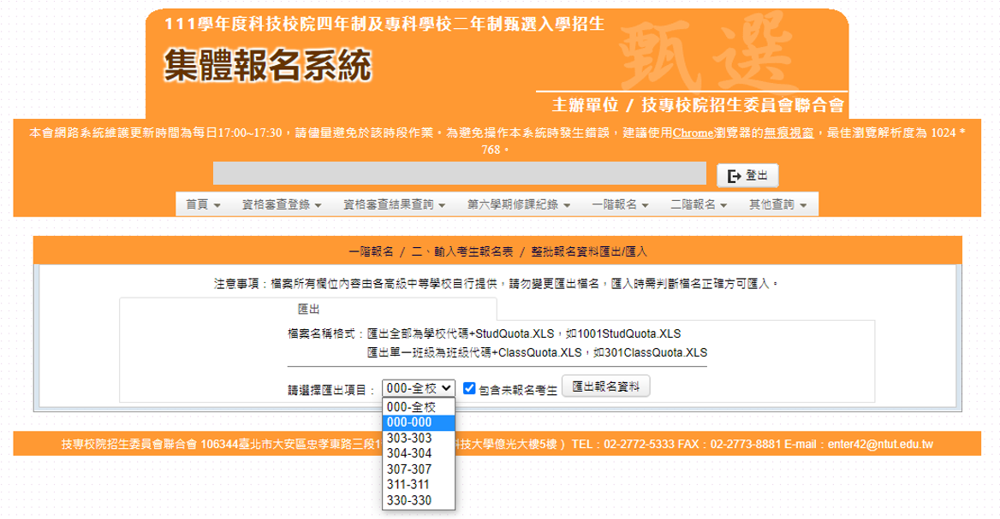 111學年度科技校院四年制及專科學校二年制甄選入學招生
甄選
集體報名系統
主辦單位 / 技專校院招生委員會聯合會
本會網路系統維護更新時間為每日17:00~17:30，請儘量避免於該時段作業。為避免操作本系統時發生錯誤，建議使用Chrome瀏覽器的無痕視窗，最佳瀏覽解析度為 1024 *
768。
登出
首頁 資格審查登錄 資格審查結果查詢 第六學期修課紀錄 一階報名 二階報名 其他查詢
一階報名 / 二、輸入考生報名表 / 整批報名資料匯出/匯入
注意事項：檔案所有欄位內容由各高級中等學校自行提供，請勿變更匯出檔名，匯入時需判斷檔名正確方可匯入。
匯出
檔案名稱格式：匯出全部為學校代碼+StudQuota.XLS，如1001StudQuota.XLS
匯出單一班級為班級代碼+ClassQuota.XLS，如301ClassQuota.XLS
請選擇匯出項目： 000-全校 包含未報名考生 匯出報名資料
000-全校
000-000
303-303
304-304
307-307
311-311
330-330
技專校院招生委員會聯合會 106344臺北市大安區忠孝東路三段1 科技大學億光大樓5樓） TEL：02-2772-5333 FAX：02-2773-8881 E-mail：enter42@ntut.edu.tw